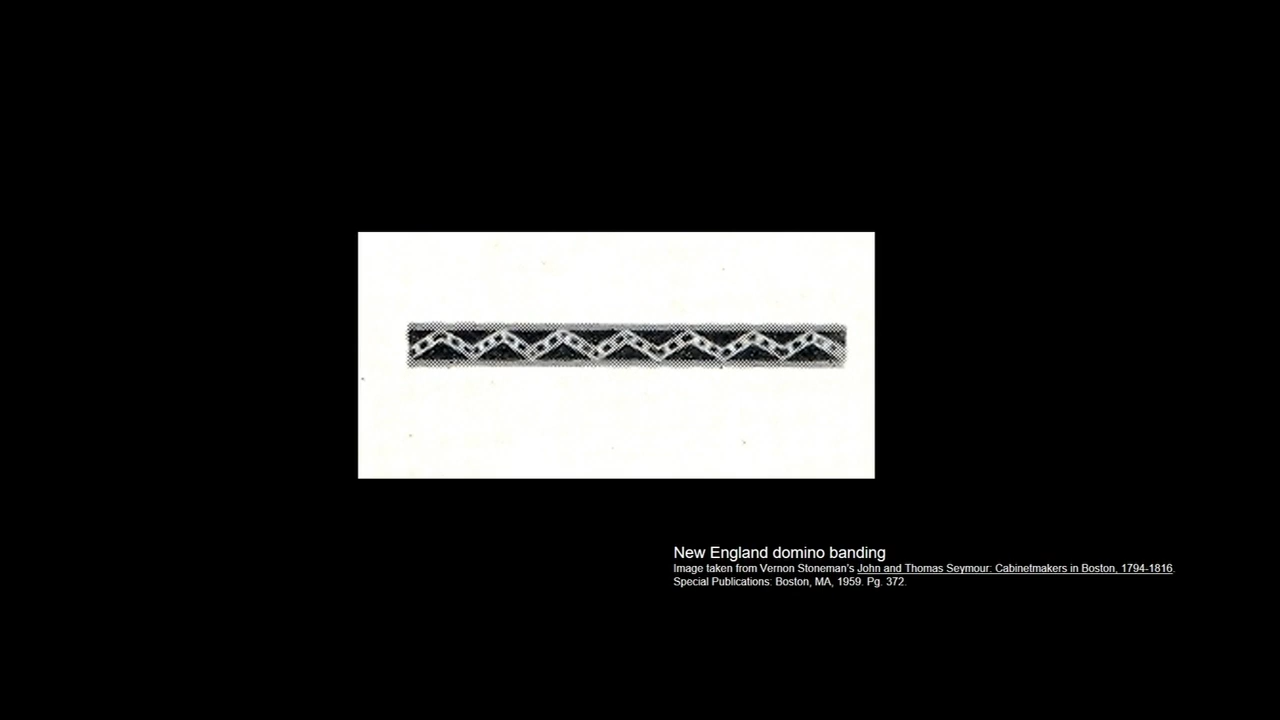 New England domino banding
Image taken from Vernon Stoneman's John and Thomas Seymour: Cabinetmakers in Boston, 1794-1816.
Special Publications: Boston, MA, 1959. Pg. 372.